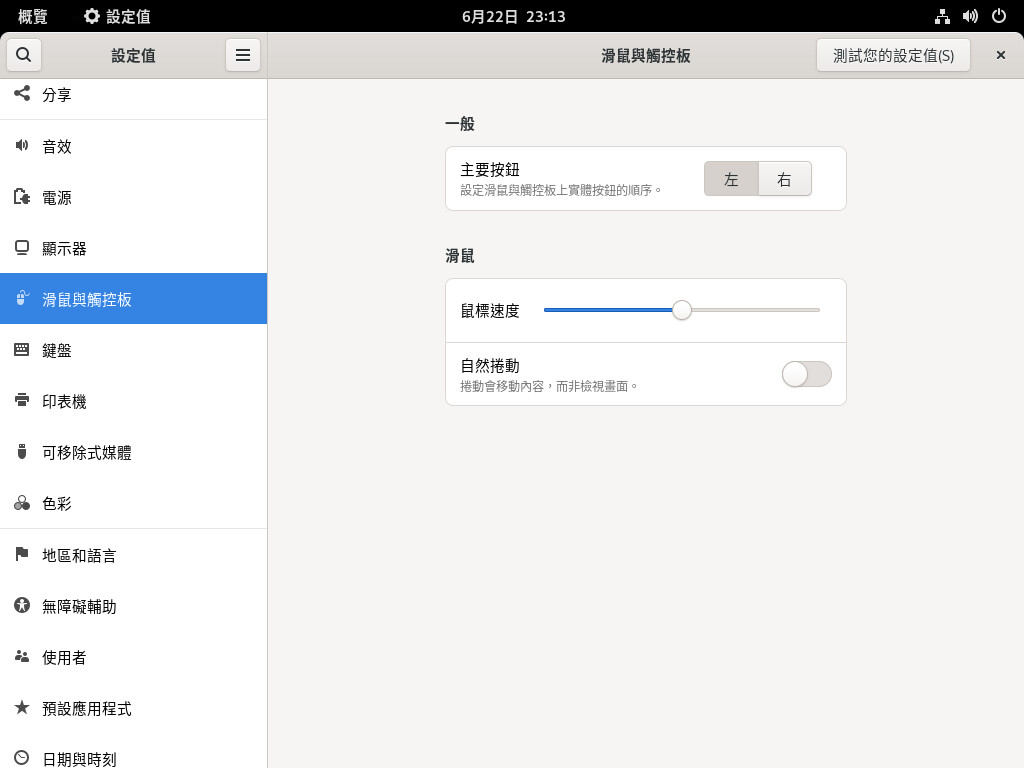 概覽
設定值
6月22日 23:13
設定值
滑鼠與觸控板
測試您的設定值(S)
分享
音效
電源
顯示器
滑鼠與觸控板
鍵盤
印表機
可移除式媒體
色彩
地區和語言
無障礙輔助
使用者
預設應用程式
日期與時刻
一般
主要按鈕
設定滑鼠與觸控板上實體按鈕的順序。
左
右
滑鼠
鼠標速度
自然捲動
捲動會移動內容,而非檢視畫面。